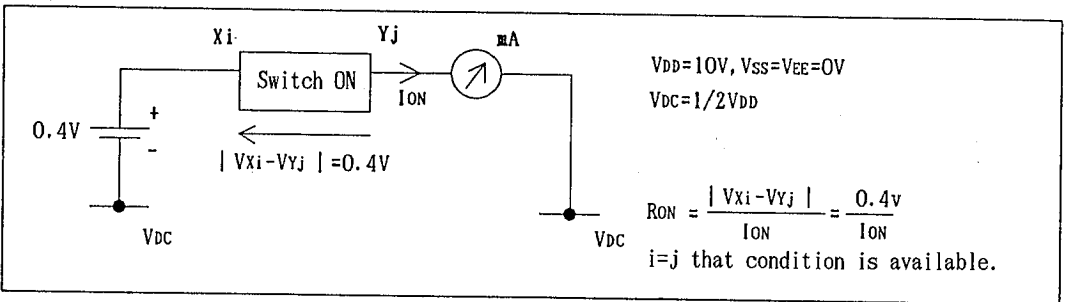 Xi Yj mA
Switch ON
ION
0.4V + -
| VXi-VYj | =0.4V
VDC
VDC
VDD=10V, VSS=VEE=0V
VDC=1/2VDD
RON = | VXi-VYj | / ION = 0.4v / ION
i=j that condition is available.